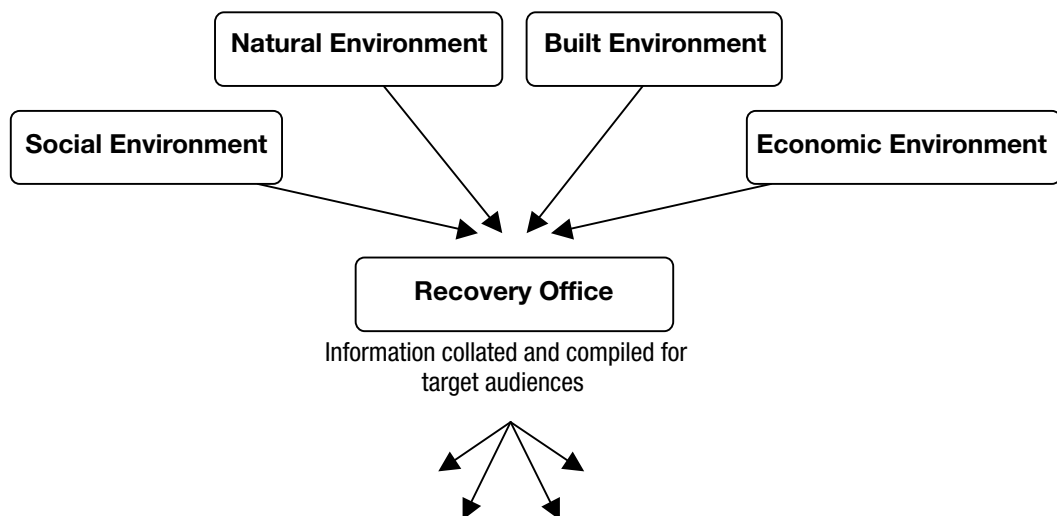 Natural Environment
Built Environment
Social Environment
Economic Environment
Recovery Office
Information collated and compiled for
target audiences